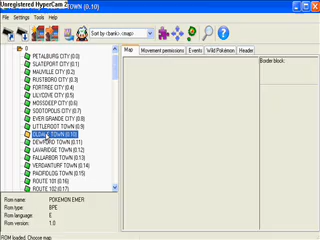 Unregistered HyperCam 2
TOWN (0.10)
File Settings Help
Sort by <bank>.<map>
Map Movement permissions Events Wild Pokémon Header
0
PETALBURG CITY (0.0)
SLATEPORT CITY (0.1)
MAUVILLE CITY (0.2)
RUSTBORO CITY (0.3)
FORTREE CITY (0.4)
LILYCOVE CITY (0.5)
MOSSDEEP CITY (0.6)
SOOTOPOLIS CITY (0.7)
EVER GRANDE CITY (0.8)
LITTLEROOT TOWN (0.9)
OLDALE TOWN (0.10)
DEWFORD TOWN (0.11)
LAVARIDGE TOWN (0.12)
FALLARBOR TOWN (0.13)
VERDANTURF TOWN (0.14)
PACIFIDLOG TOWN (0.15)
ROUTE 101 (0.16)
ROUTE 102 (0.17)
Border block:
Rom name: POKEMON EMER
Rom type: BPE
Rom language: E
Rom version: 1.0
ROM loaded. Choose map.